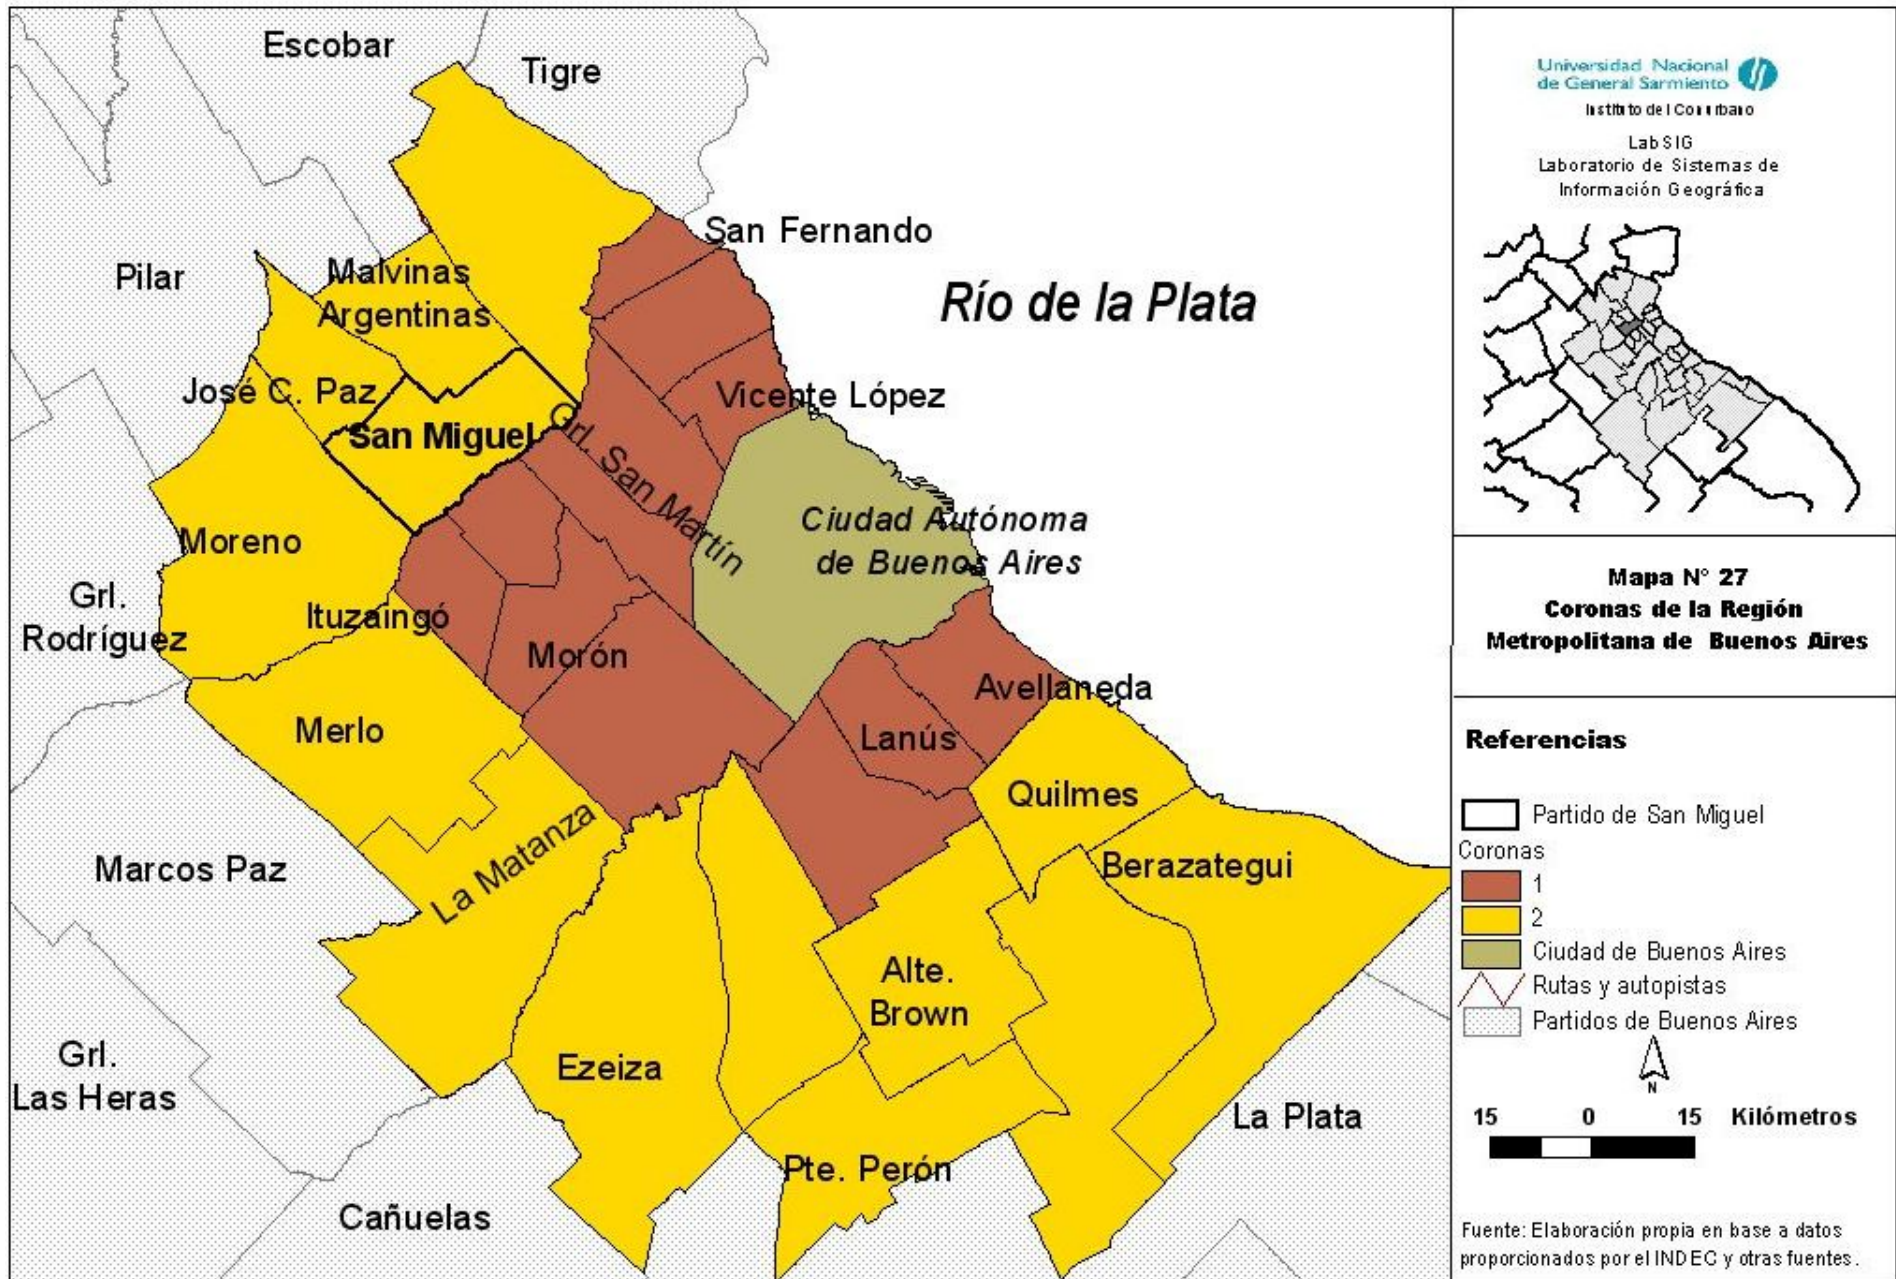 Escobar
Tigre
San Fernando
Río de la Plata
Pilar
Malvinas
Argentinas
José C. Paz
San Miguel
Vicente López
Grl. San Martín
Ciudad Autónoma
de Buenos Aires
Moreno
Grl.
Rodríguez
Ituzaingó
Morón
Merlo
Avellaneda
Lanús
Quilmes
Berazategui
Marcos Paz
La Matanza
Alte.
Brown
Ezeiza
Grl.
Las Heras
La Plata
Pte. Perón
Cañuelas
Universidad Nacional
de General Sarmiento
Instituto del Conurbano
LabSIG
Laboratorio de Sistemas de
Información Geográfica
Mapa N° 27
Coronas de la Región
Metropolitana de Buenos Aires
Referencias
Partido de San Miguel
Coronas
1
2
Ciudad de Buenos Aires
Rutas y autopistas
Partidos de Buenos Aires
N
15 0 15 Kilómetros
Fuente: Elaboración propia en base a datos
proporcionados por el INDEC y otras fuentes.